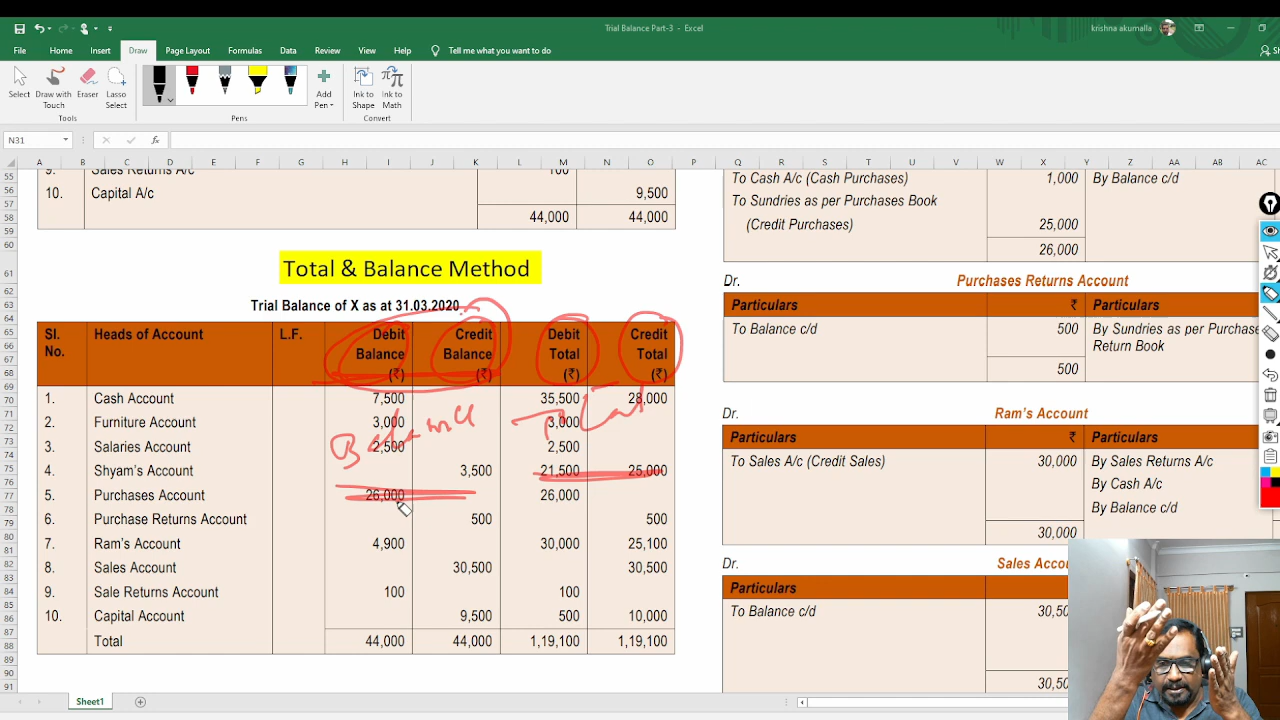 Trial Balance Part-3 - Excel
krishna akumalla
File Home Insert Draw Page Layout Formulas Data Review View Help Tell me what you want to do
Select Draw with Touch Eraser Lasso Select Add Pen Ink to Shape Ink to Math
Tools Pens Convert
N31 fx
A B C D E F G H I J K L M N O P Q R S T U V W X Y Z AA AB AC
10. Capital A/c 9,500
44,000 44,000
Total & Balance Method
Trial Balance of X as at 31.03.2020
Sl. No. Heads of Account L.F. Debit Balance (₹) Credit Balance (₹) Debit Total (₹) Credit Total (₹)
Balance Total
1. Cash Account 7,500 35,500 28,000
2. Furniture Account 3,000 3,000
3. Salaries Account 2,500 2,500
4. Shyam's Account 3,500 21,500 25,000
5. Purchases Account 26,000 26,000
6. Purchase Returns Account 500 500
7. Ram's Account 4,900 30,000 25,100
8. Sales Account 30,500 30,500
9. Sale Returns Account 100 100
10. Capital Account 9,500 500 10,000
Total 44,000 44,000 1,19,100 1,19,100
To Cash A/c (Cash Purchases) 1,000 By Balance c/d
To Sundries as per Purchases Book
(Credit Purchases) 25,000
26,000
Dr. Purchases Returns Account
Particulars ₹ Particulars
To Balance c/d 500 By Sundries as per Purchase
Return Book
500
Dr. Ram's Account
Particulars ₹ Particulars
To Sales A/c (Credit Sales) 30,000 By Sales Returns A/c
By Cash A/c
By Balance c/d
30,000
Dr. Sales Accou
Particulars
To Balance c/d 30,50
30,50
Sheet1